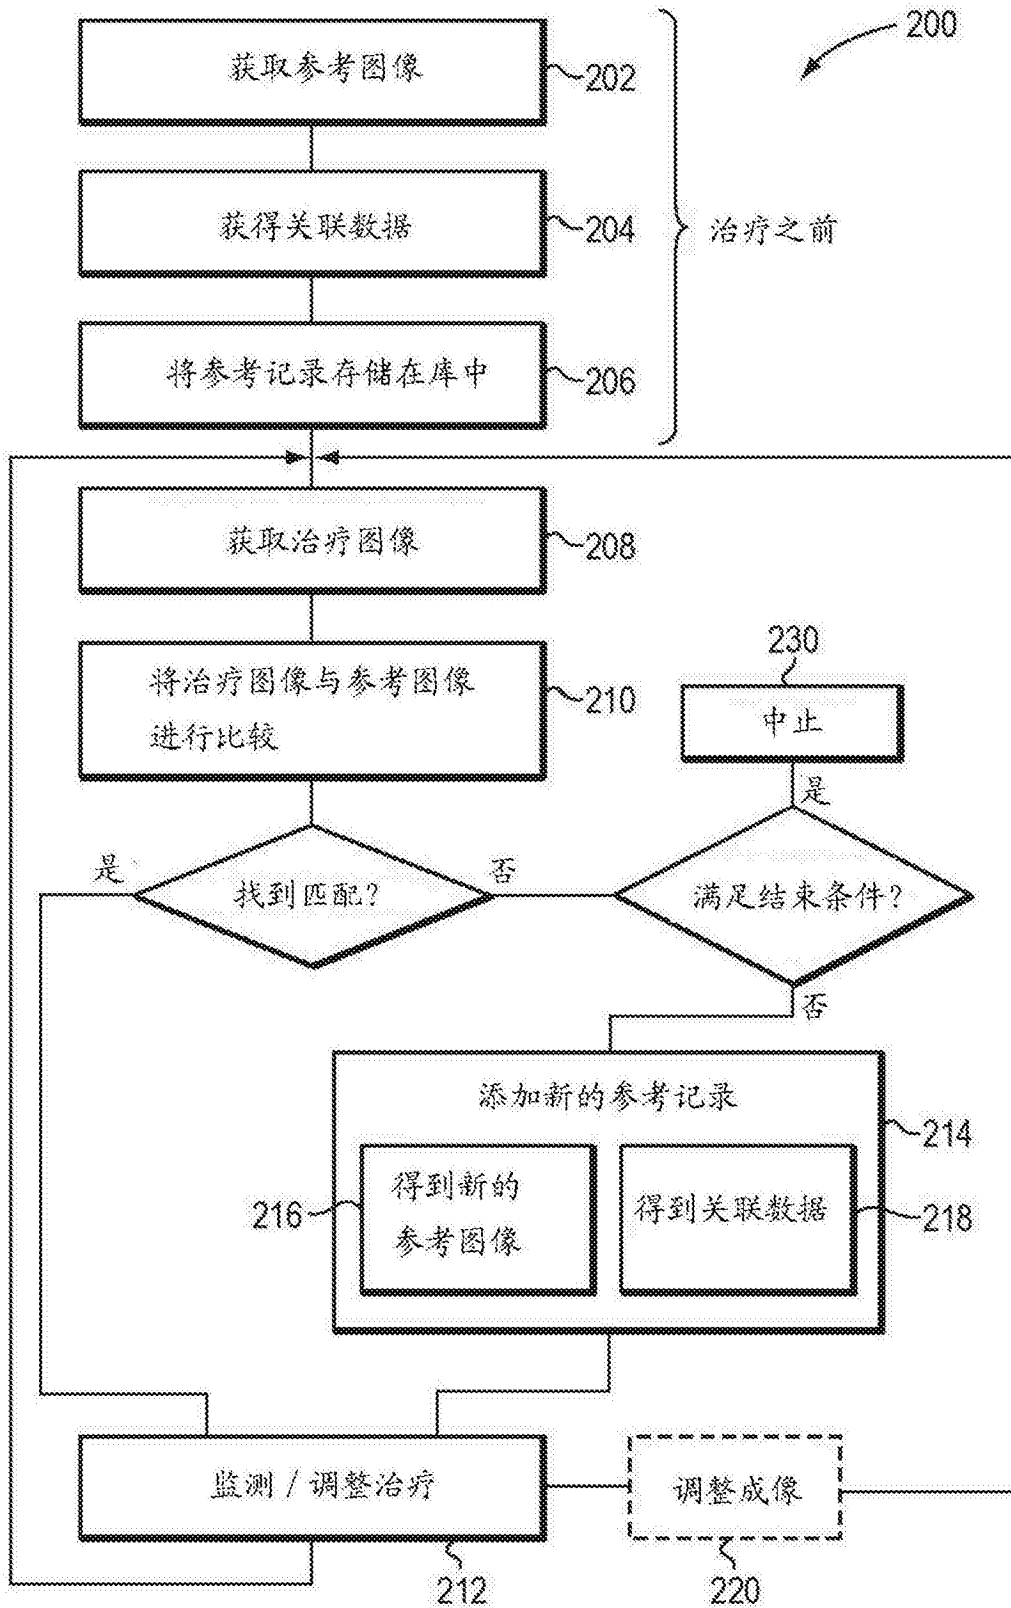 200
获取参考图像
202
获得关联数据
204
治疗之前
将参考记录存储在库中
206
获取治疗图像
208
将治疗图像与参考图像
进行比较
210
230
中止
是
是
找到匹配?
否
满足结束条件?
否
添加新的参考记录
214
216
得到新的
参考图像
得到关联数据
218
监测/调整治疗
212
调整成像
220